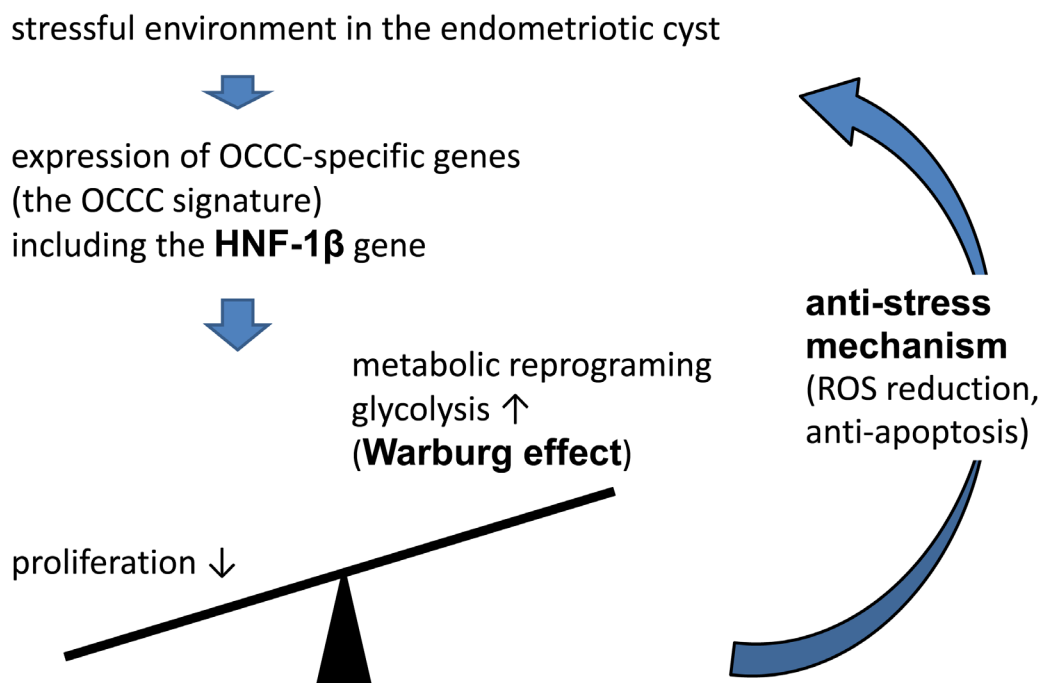 stressful environment in the endometriotic cyst
expression of OCCC-specific genes
(the OCCC signature)
including the HNF-1β gene
metabolic reprograming
glycolysis ↑
(Warburg effect)
proliferation ↓
anti-stress
mechanism
(ROS reduction,
anti-apoptosis)